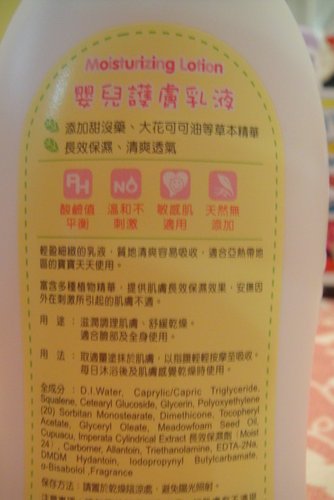 Moisturizing Lotion
嬰兒護膚乳液
添加甜沒藥、大花可可油等草本精華
長效保濕、清爽透氣
PH NO
酸鹼值 溫和不 敏感肌 天然無
平衡 刺激 適用 添加
輕盈細緻的乳液，質地清爽容易吸收，適合亞熱帶地
區的寶寶天天使用。
富含多種植物精華，提供肌膚長效保濕效果，安撫因
外在刺激所引起的肌膚不適。
用途：滋潤調理肌膚、舒緩乾燥。
適合臉部及全身使用。
用法：取適量塗抹於肌膚，以指腹輕輕按摩至吸收。
每日沐浴後及肌膚感覺乾燥時使用。
全成分：D.I.Water, Caprylic/Capric Triglyceride,
Squalene, Cetearyl Glucoside, Glycerin, Polyoxyethylene
(20) Sorbitan Monostearate, Dimethicone, Tocopheryl
Acetate, Glyceryl Oleate, Meadowfoam Seed Oil,
Cupuacu, Imperata Cylindrical Extract 長效保濕劑（Moist
24）, Carbomer, Allantoin, Triethanolamine, EDTA-2Na,
DMDM Hydantoin, Iodopropynyl Butylcarbamate,
α-Bisabolol ,Fragrance
保存方法：請置於乾燥陰涼處，避免陽光照射。